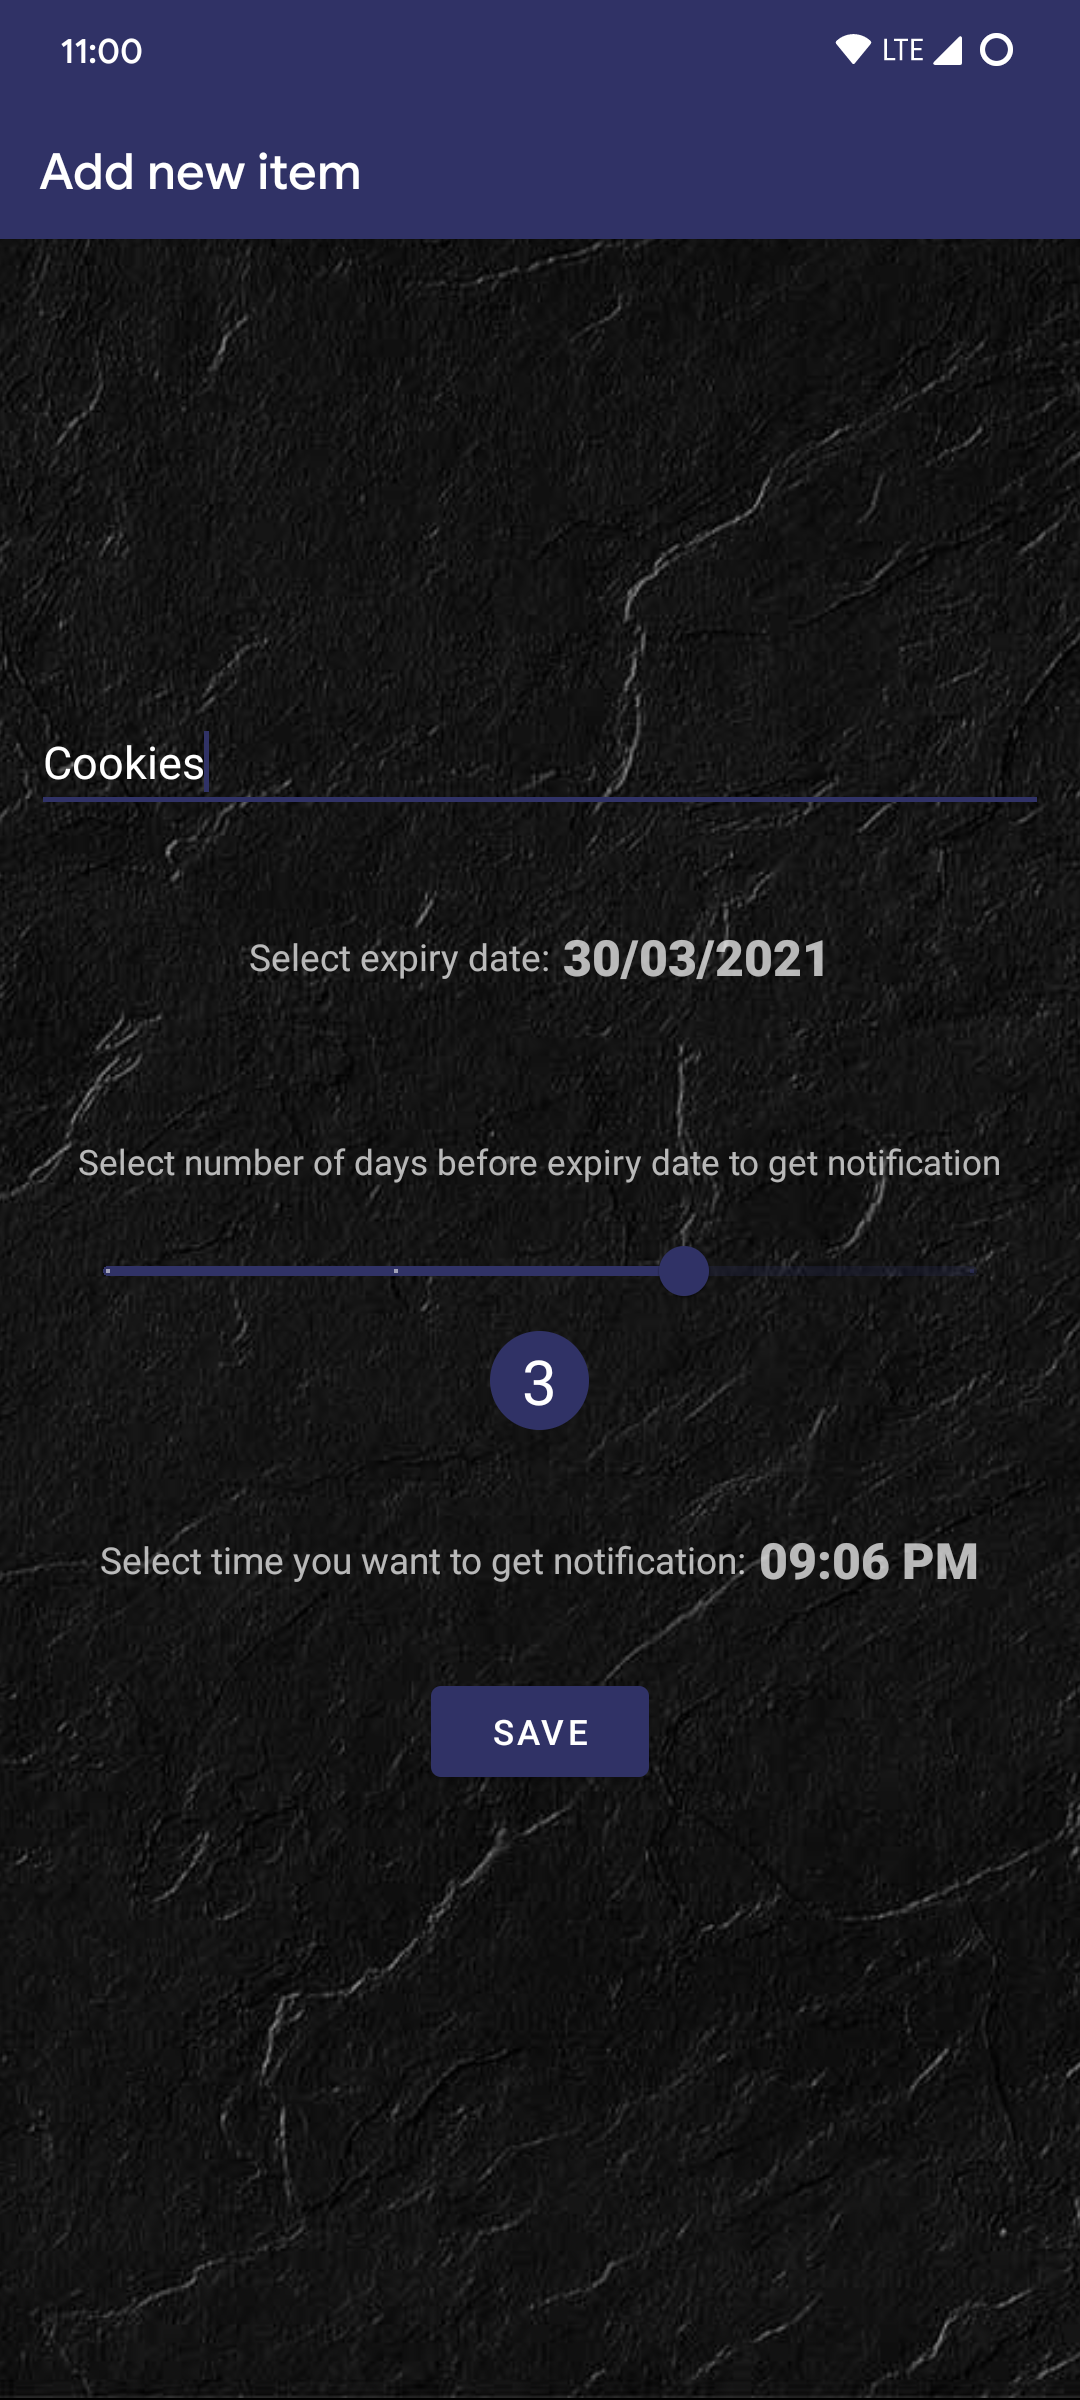 11:00 LTE
Add new item
Cookies
Select expiry date: 30/03/2021
Select number of days before expiry date to get notification
3
Select time you want to get notification: 09:06 PM
SAVE